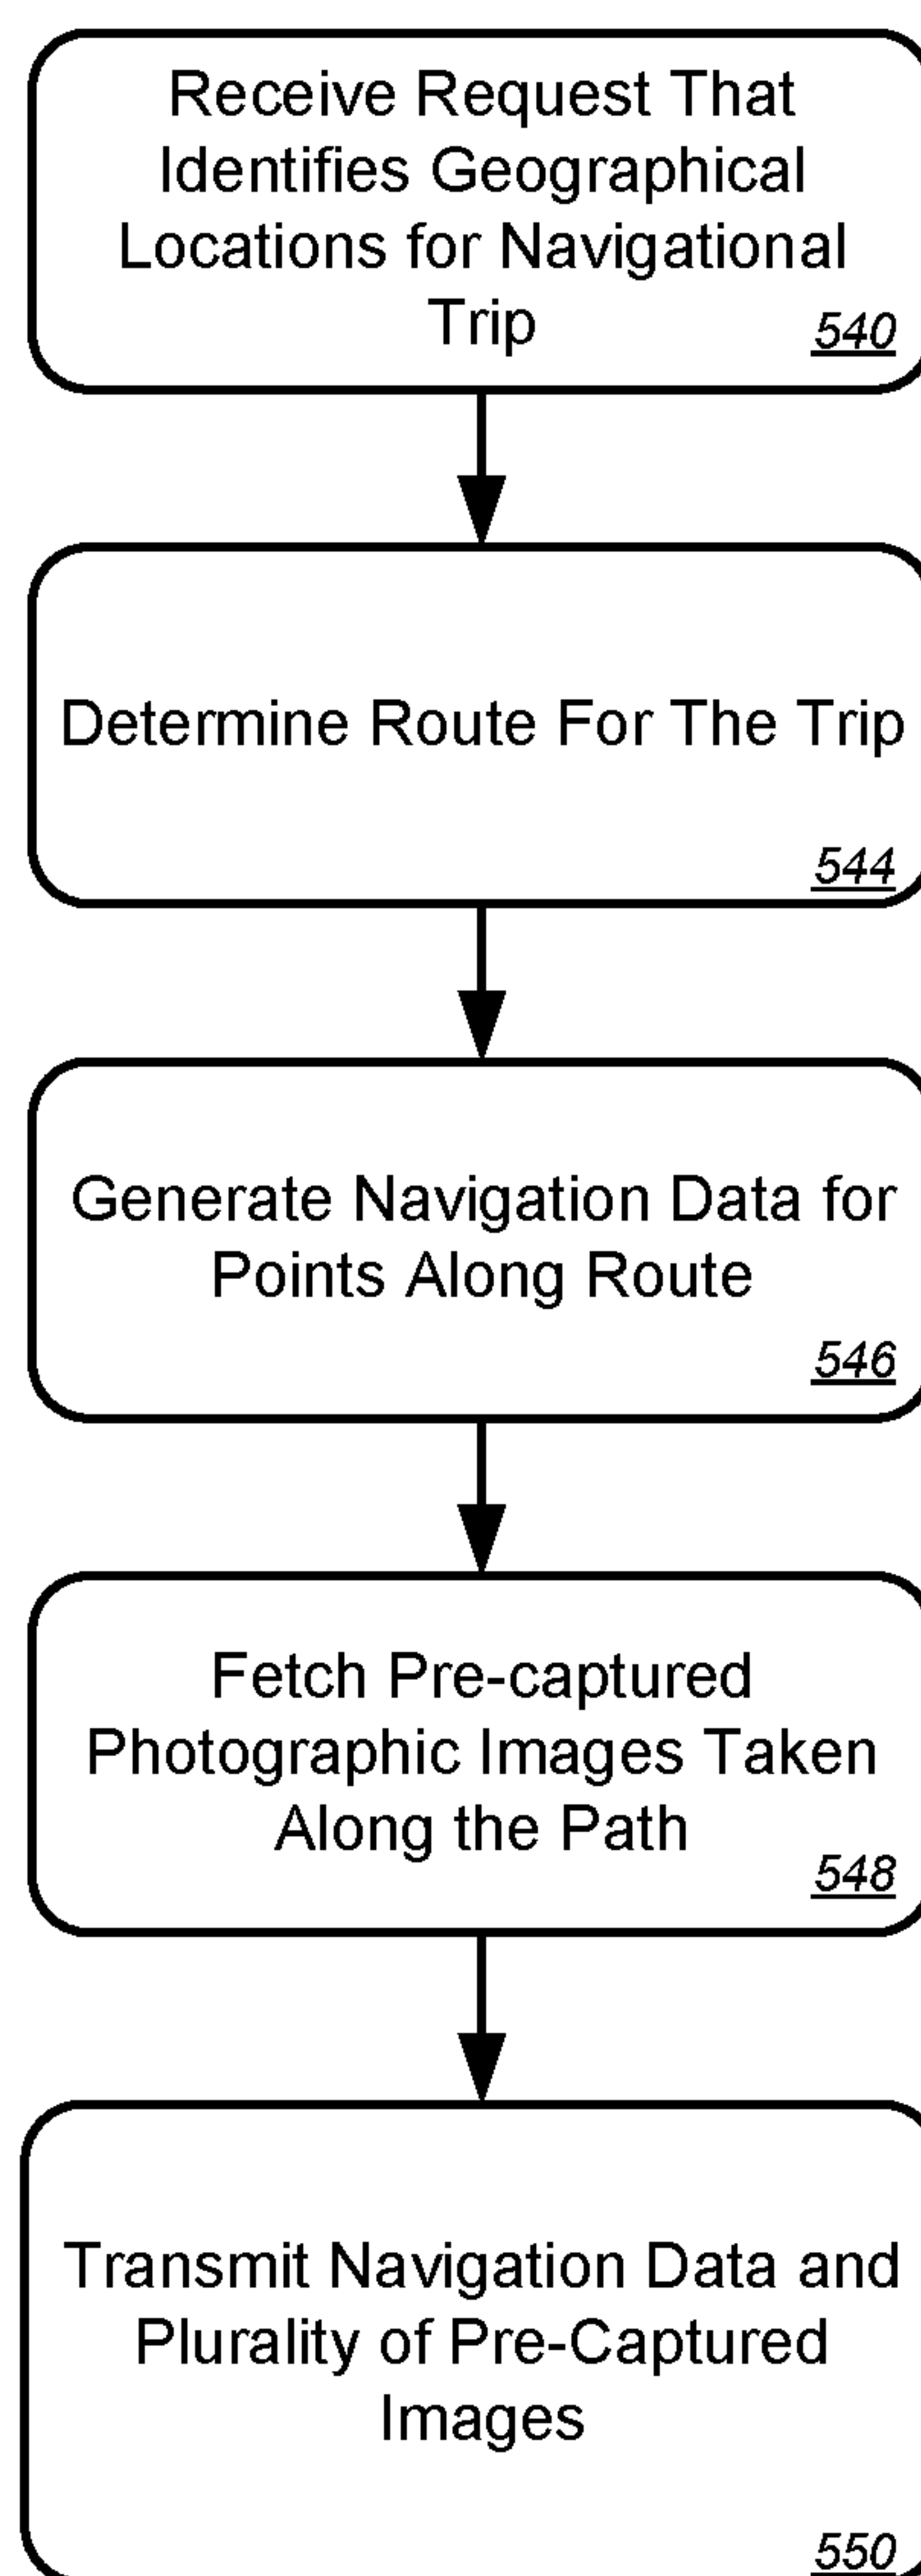 Receive Request That
Identifies Geographical
Locations for Navigational
Trip
540
Determine Route For The Trip
544
Generate Navigation Data for
Points Along Route
546
Fetch Pre-captured
Photographic Images Taken
Along the Path
548
Transmit Navigation Data and
Plurality of Pre-Captured
Images
550